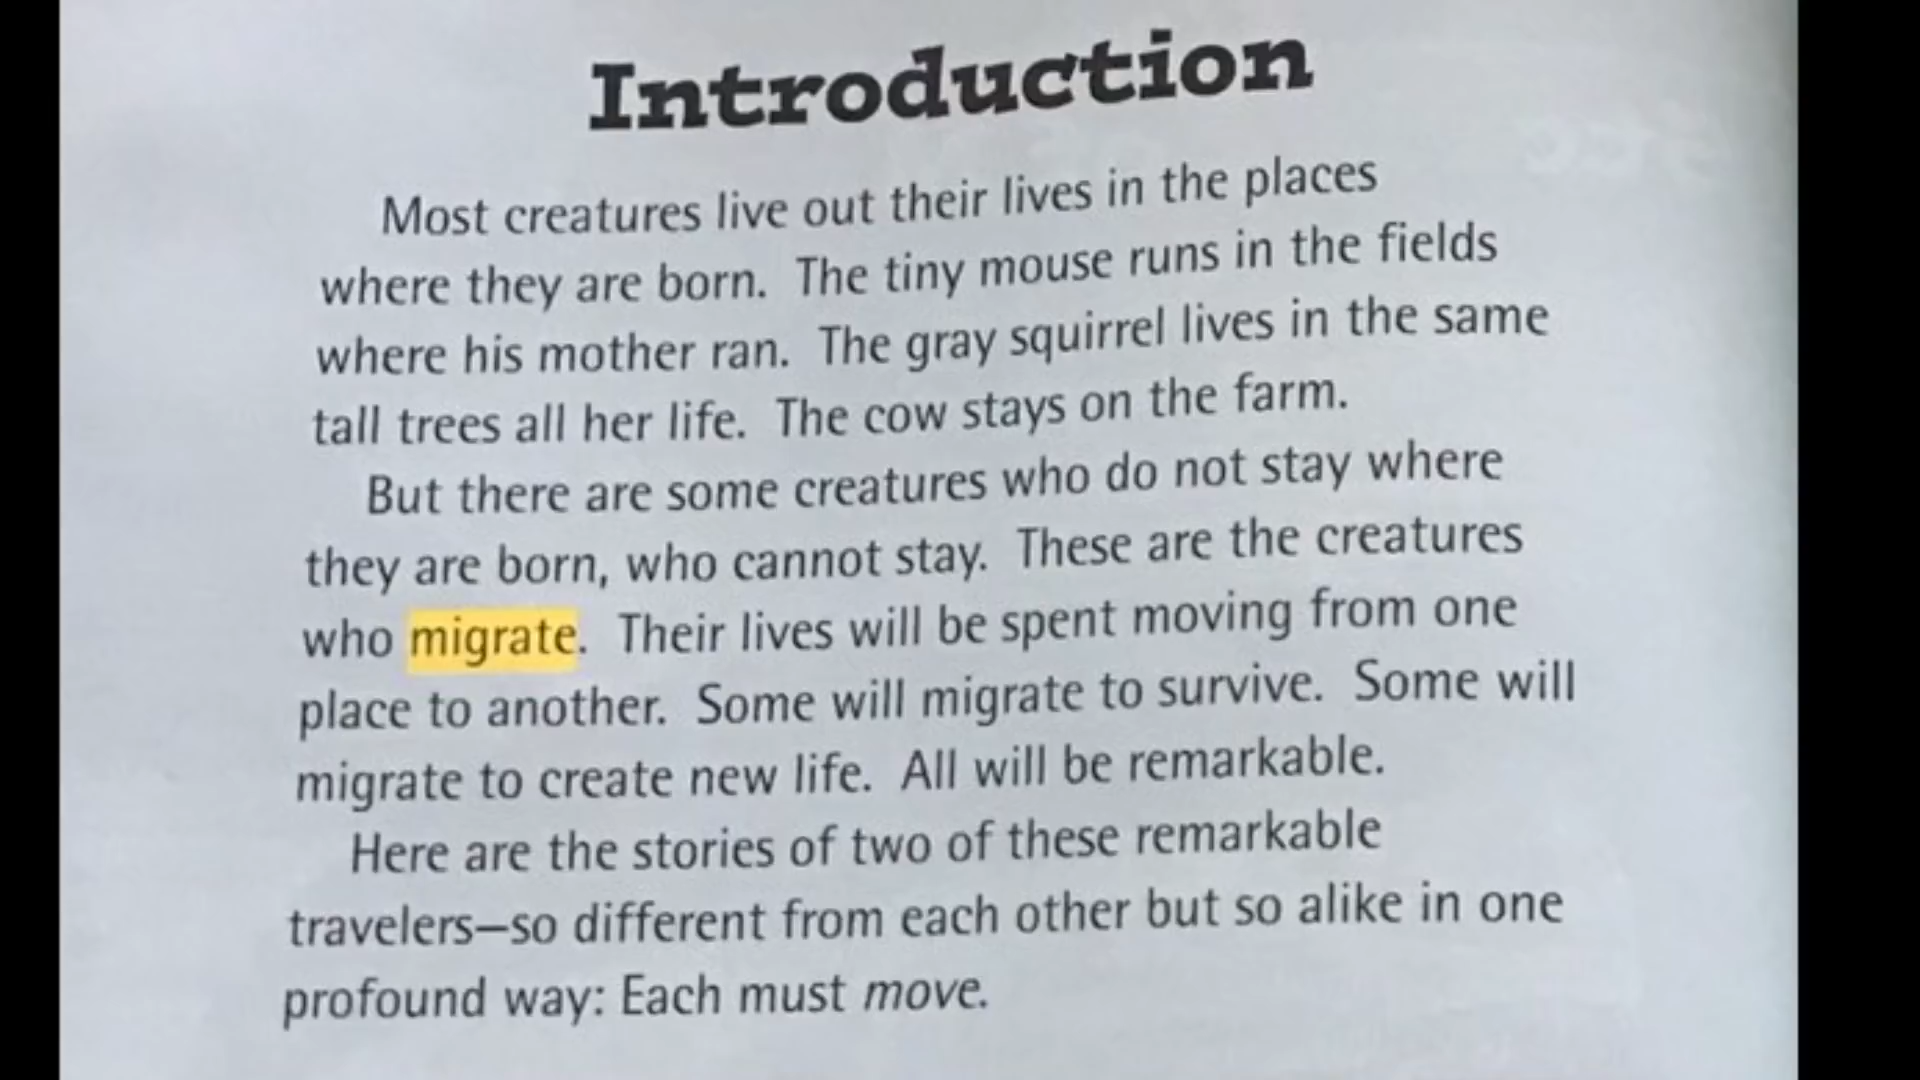 Introduction
Most creatures live out their lives in the places
where they are born. The tiny mouse runs in the fields
where his mother ran. The gray squirrel lives in the same
tall trees all her life. The cow stays on the farm.
But there are some creatures who do not stay where
they are born, who cannot stay. These are the creatures
who migrate. Their lives will be spent moving from one
place to another. Some will migrate to survive. Some will
migrate to create new life. All will be remarkable.
Here are the stories of two of these remarkable
travelers—so different from each other but so alike in one
profound way: Each must move.